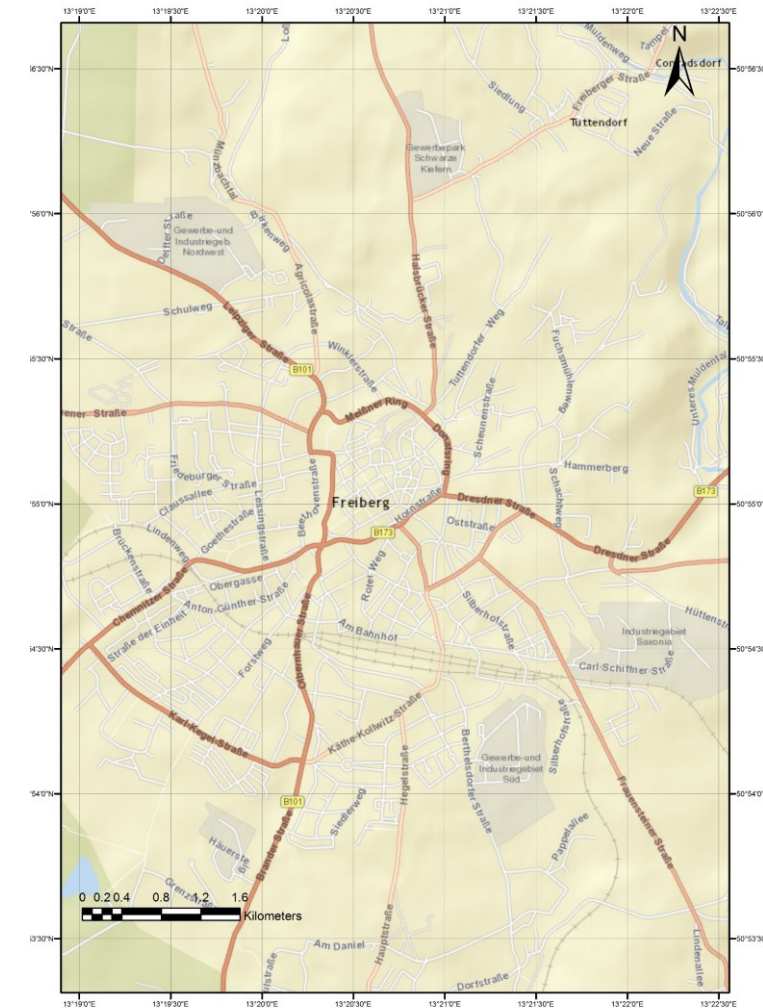 13°19'0"E 13°19'30"E 13°20'0"E 13°20'30"E 13°21'0"E 13°21'30"E 13°22'0"E 13°22'30"E
N
Muldenweg
Conradsdorf
Freiberger Straße
Siedlung
Tuttendorf
Neue Straße
50°56'30"N
Gewerbepark
Schwarze
Kiefern
Münzbachtal
Birkenweg
50°56'0"N
Gewerbe-und
Industriegeb.
Nordwest
Agricolastraße
Halsbrücker Straße
Schulweg
Leipziger Straße
Straße
Winklerstraße
Tuttendorfer Weg
Fuchsmühlenweg
50°55'30"N
B101
Unteres Muldental
Scheunenstraße
ener Straße
Meißner Ring
Donatsring
Friedeburger Straße
Claussallee
Lessingstraße
Hammerberg
Schachtweg
B173
Freiberg
50°55'0"N
Hornstraße
Dresdner Straße
Goethestraße
Lindenweg
Brückenstraße
B173
Oststraße
Dresdner Straße
Roter Weg
Obergasse
Anton-Günther-Straße
Chemnitzer Straße
Straße der Einheit
Silberhofstraße
Am Bahnhof
Industriegebiet
Saxonia
Forstweg
Olbernhauer Straße
Carl-Schiffner-Straße
Karl-Kegel-Straße
Käthe-Kollwitz-Straße
Silberhofstraße
Berthelsdorfer Straße
Hegelstraße
Gewerbe-und
Industriegebiet
Süd
50°54'0"N
B101
Siedlerweg
Frauensteiner Straße
Pappelallee
Brander Straße
0 0.2 0.4 0.8 1.2 1.6
Kilometers
Hauptstraße
Am Daniel
Lindenallee
Dorfstraße
13°19'0"E 13°19'30"E 13°20'0"E 13°20'30"E 13°21'0"E 13°21'30"E 13°22'0"E 13°22'30"E